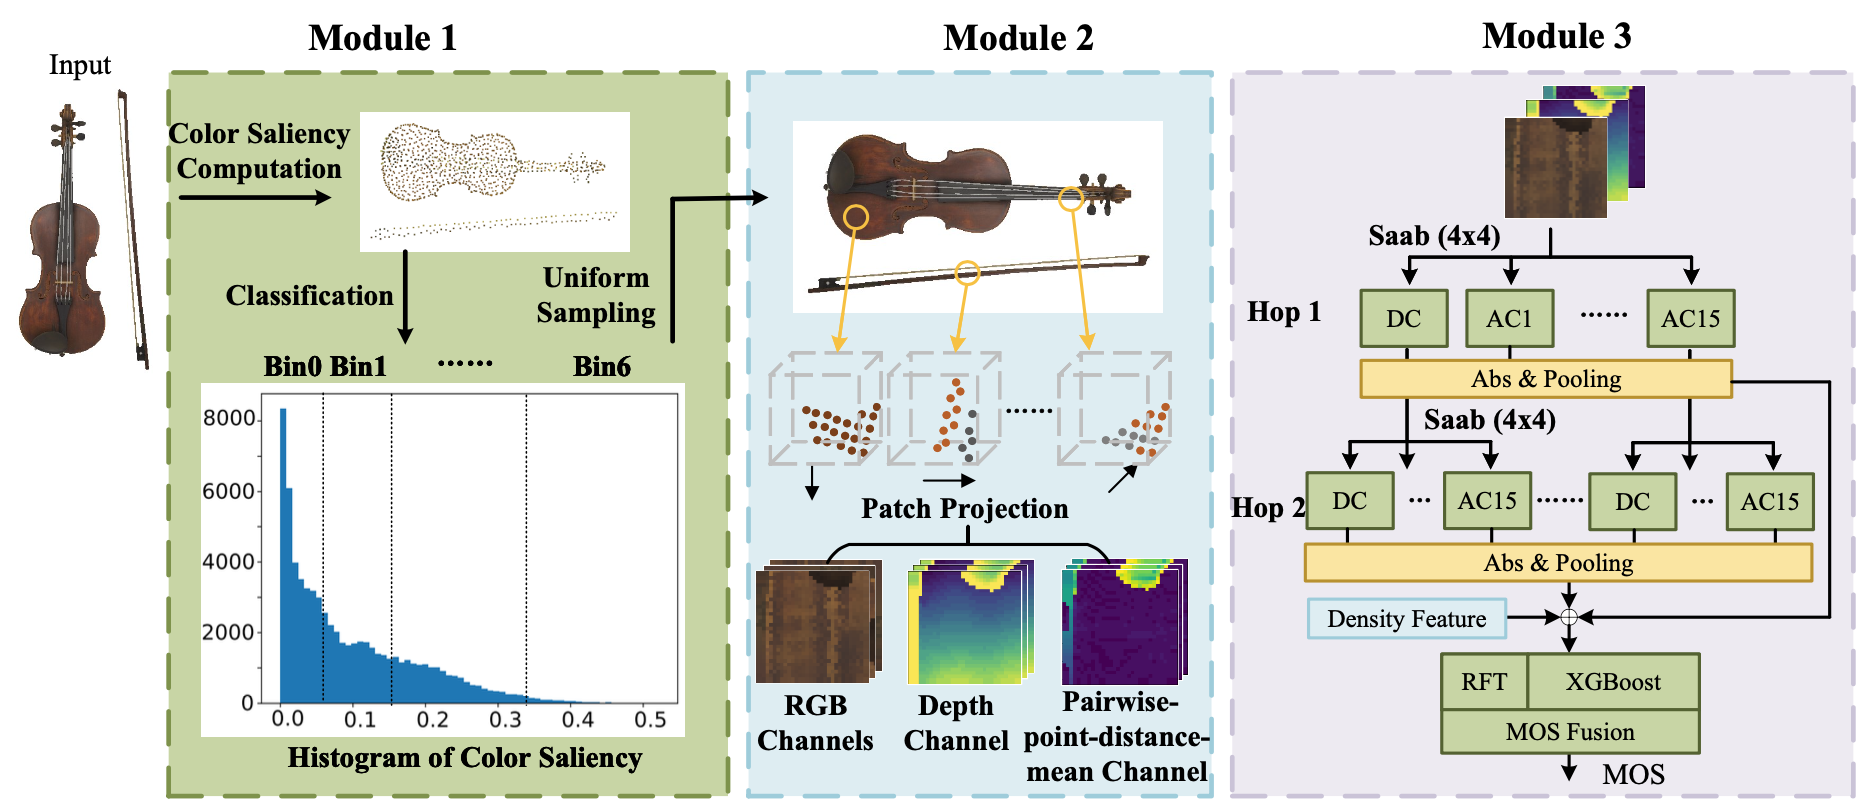 Module 1
Module 2
Module 3
Input
Color Saliency
Computation
Classification
Uniform
Sampling
Bin0 Bin1 ...... Bin6
8000
6000
4000
2000
0
0.0 0.1 0.2 0.3 0.4 0.5
Histogram of Color Saliency
......
Patch Projection
RGB
Channels
Depth
Channel
Pairwise-
point-distance-
mean Channel
Saab (4x4)
Hop 1
DC AC1 ...... AC15
Abs & Pooling
Saab (4x4)
Hop 2
DC ... AC15 ...... DC ... AC15
Abs & Pooling
Density Feature
RFT XGBoost
MOS Fusion
MOS